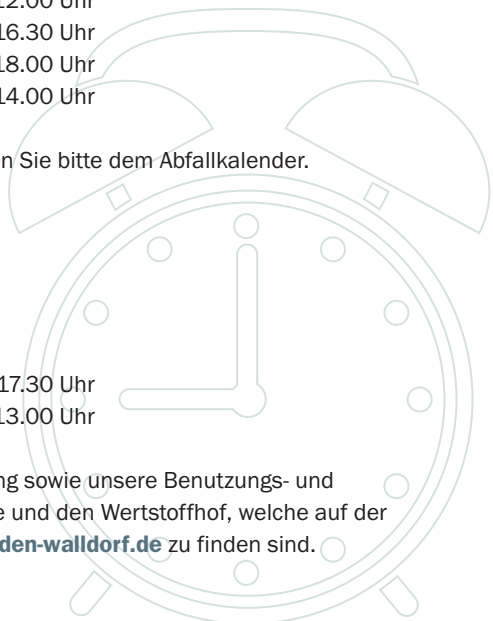 12.00 Uhr
16.30 Uhr
18.00 Uhr
14.00 Uhr
n Sie bitte dem Abfallkalender.
17.30 Uhr
13.00 Uhr
ng sowie unsere Benutzungs- und
e und den Wertstoffhof, welche auf der
den-walldorf.de zu finden sind.